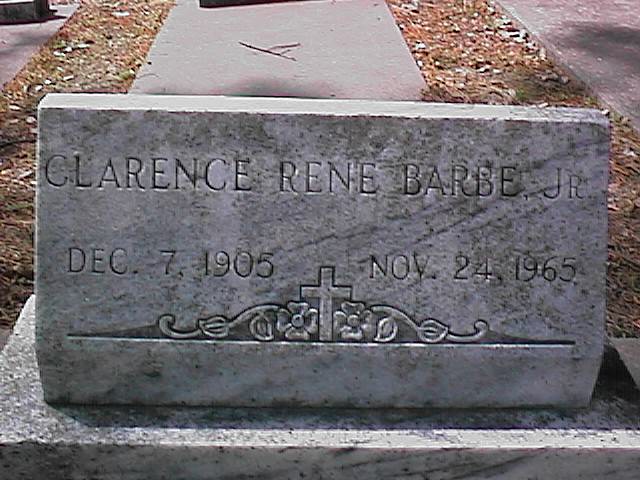 CLARENCE RENE BARBE, JR.
DEC. 7, 1905 NOV. 24, 1965